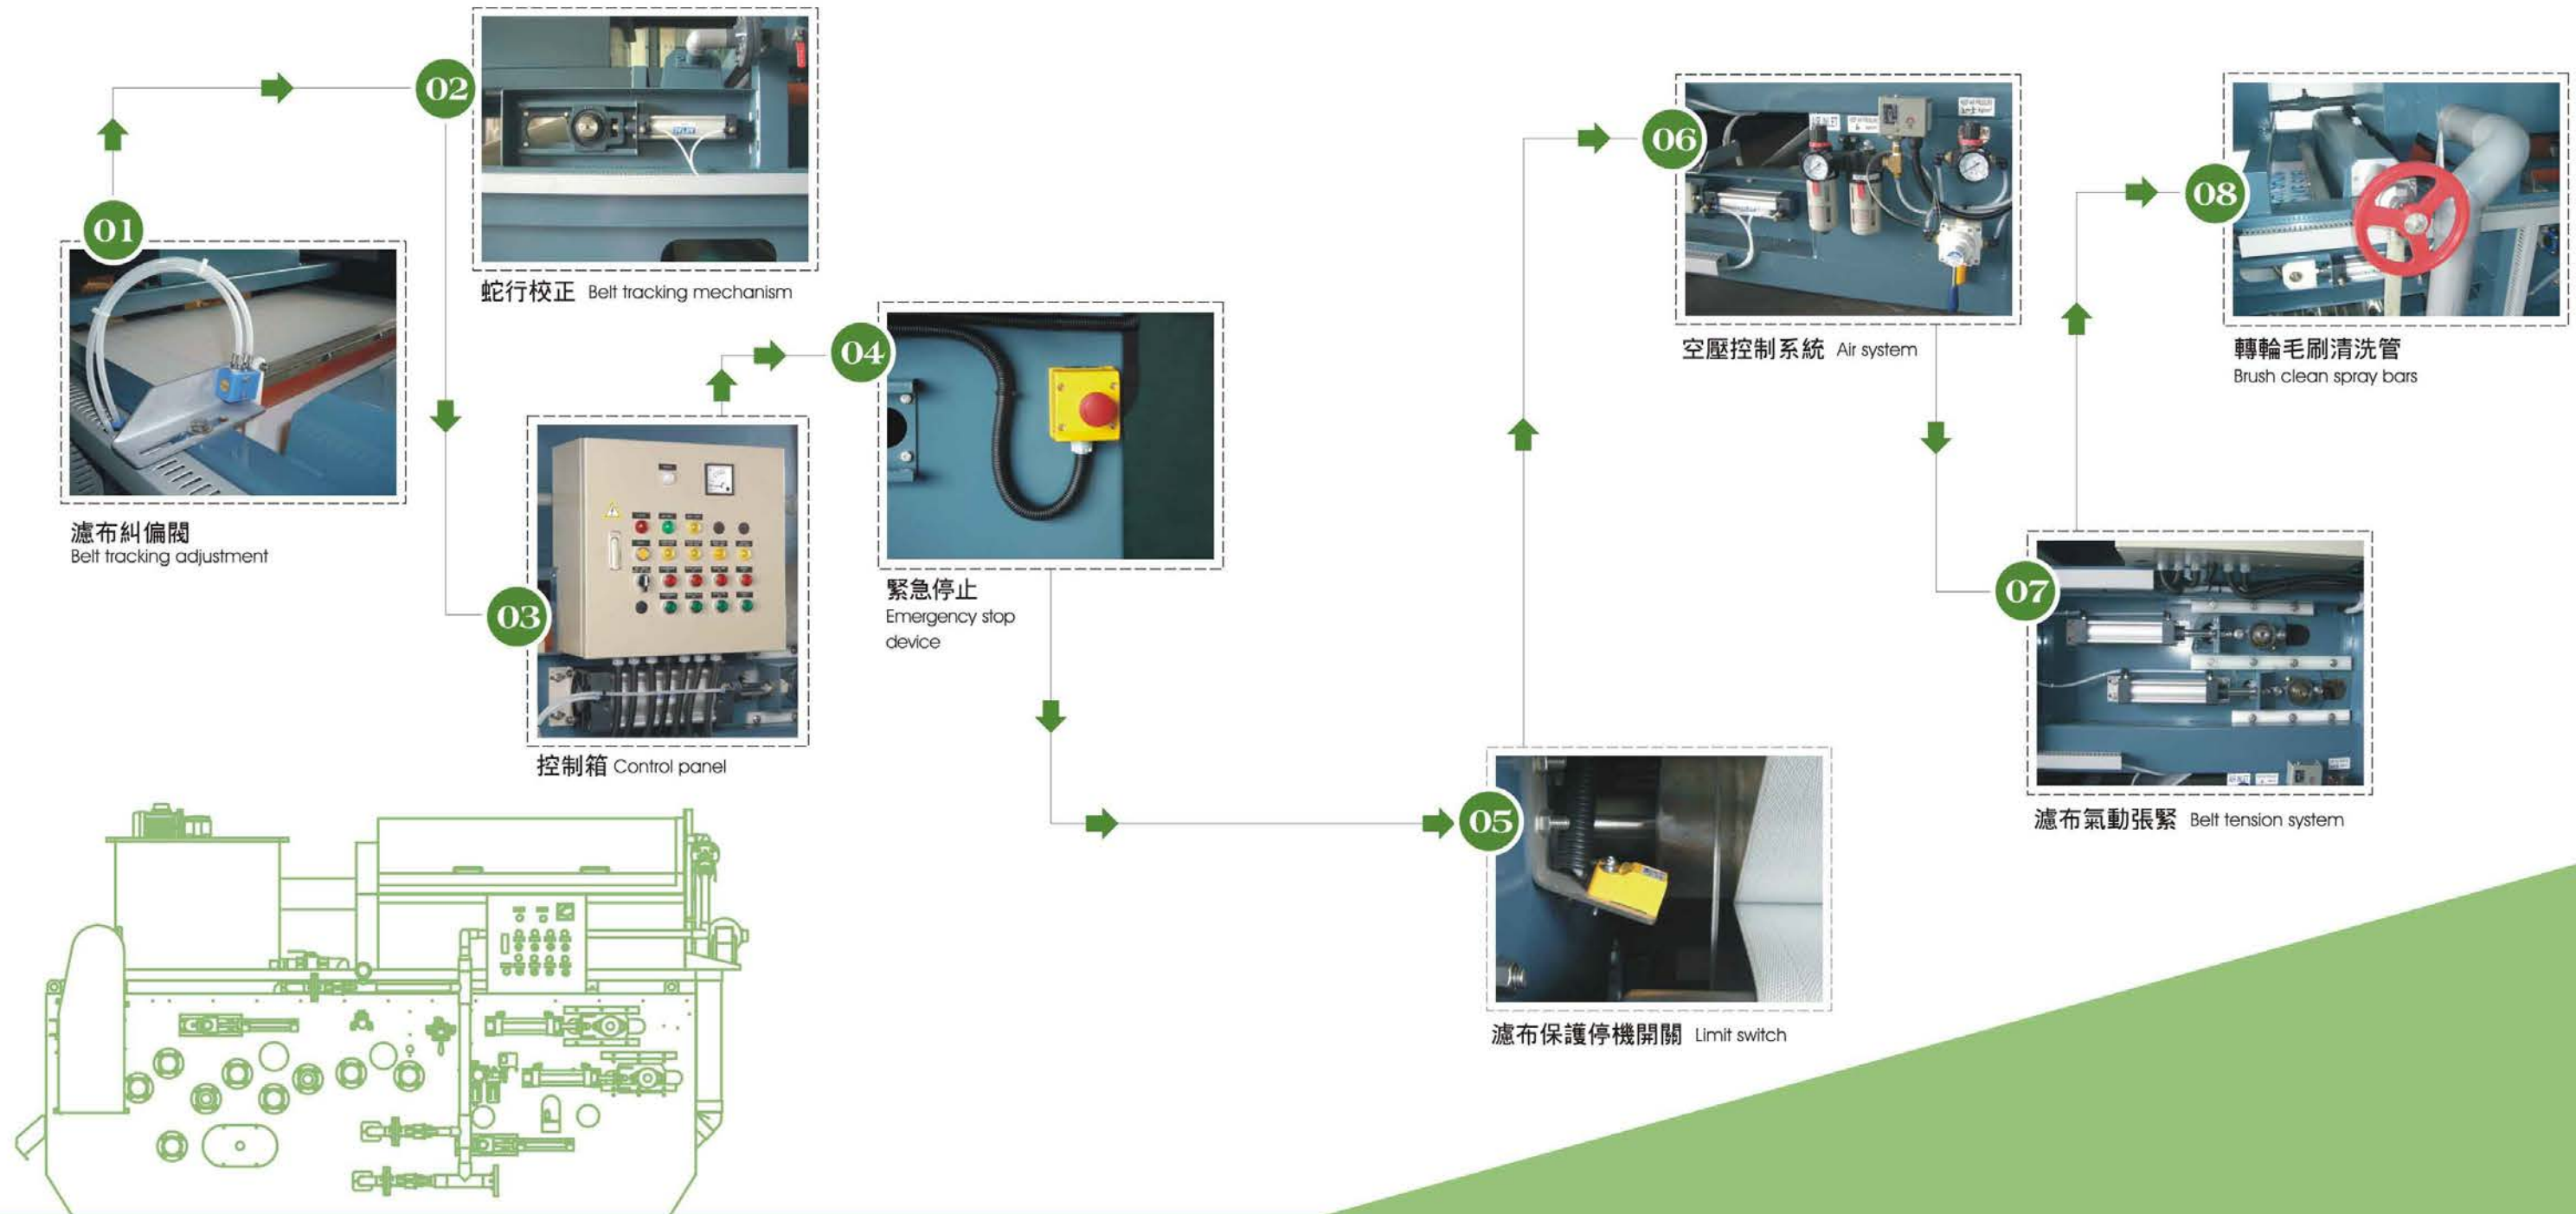 01
02
蛇行校正 Belt tracking mechanism
濾布糾偏閥
Belt tracking adjustment
03
控制箱 Control panel
04
緊急停止
Emergency stop
device
05
濾布保護停機開關 Limit switch
06
AIR INLET
空壓控制系統 Air system
07
濾布氣動張緊 Belt tension system
08
轉輪毛刷清洗管
Brush clean spray bars